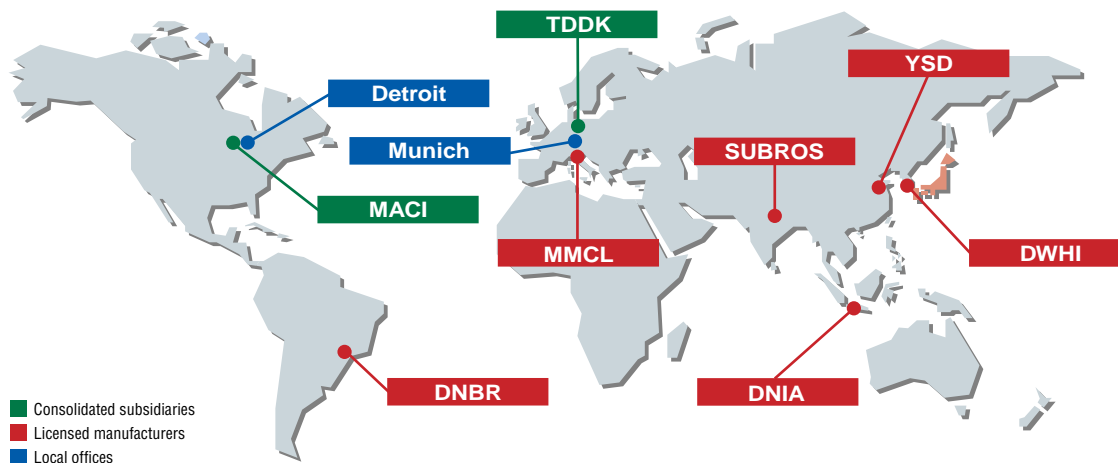 TDDK
YSD
Detroit
Munich
SUBROS
MACI
MMCL
DWHI
DNBR
DNIA
Consolidated subsidiaries
Licensed manufacturers
Local offices